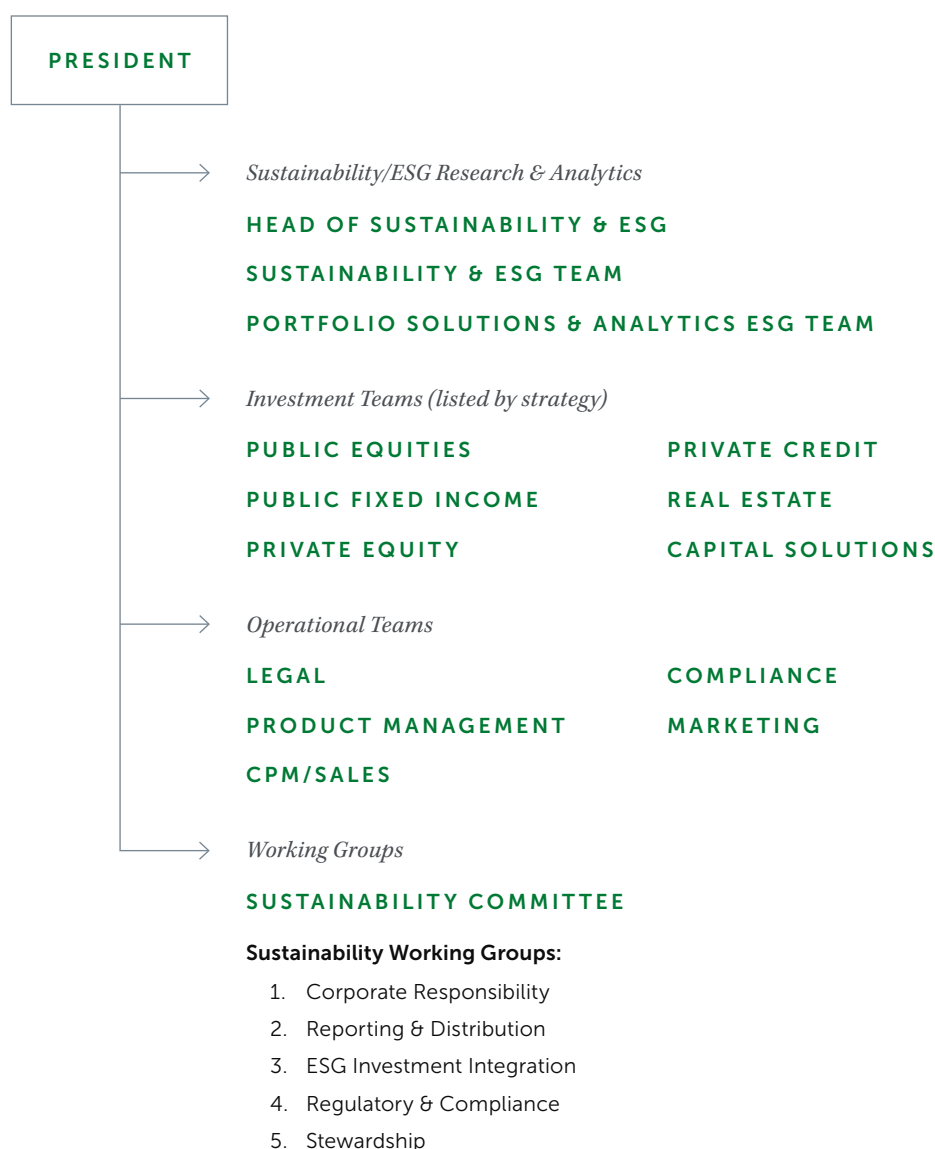 PRESIDENT
Sustainability/ESG Research & Analytics
HEAD OF SUSTAINABILITY & ESG
SUSTAINABILITY & ESG TEAM
PORTFOLIO SOLUTIONS & ANALYTICS ESG TEAM
Investment Teams (listed by strategy)
PUBLIC EQUITIES
PUBLIC FIXED INCOME
PRIVATE EQUITY
PRIVATE CREDIT
REAL ESTATE
CAPITAL SOLUTIONS
Operational Teams
LEGAL
PRODUCT MANAGEMENT
CPM/SALES
COMPLIANCE
MARKETING
Working Groups
SUSTAINABILITY COMMITTEE
Sustainability Working Groups:
1. Corporate Responsibility
2. Reporting & Distribution
3. ESG Investment Integration
4. Regulatory & Compliance
5. Stewardship